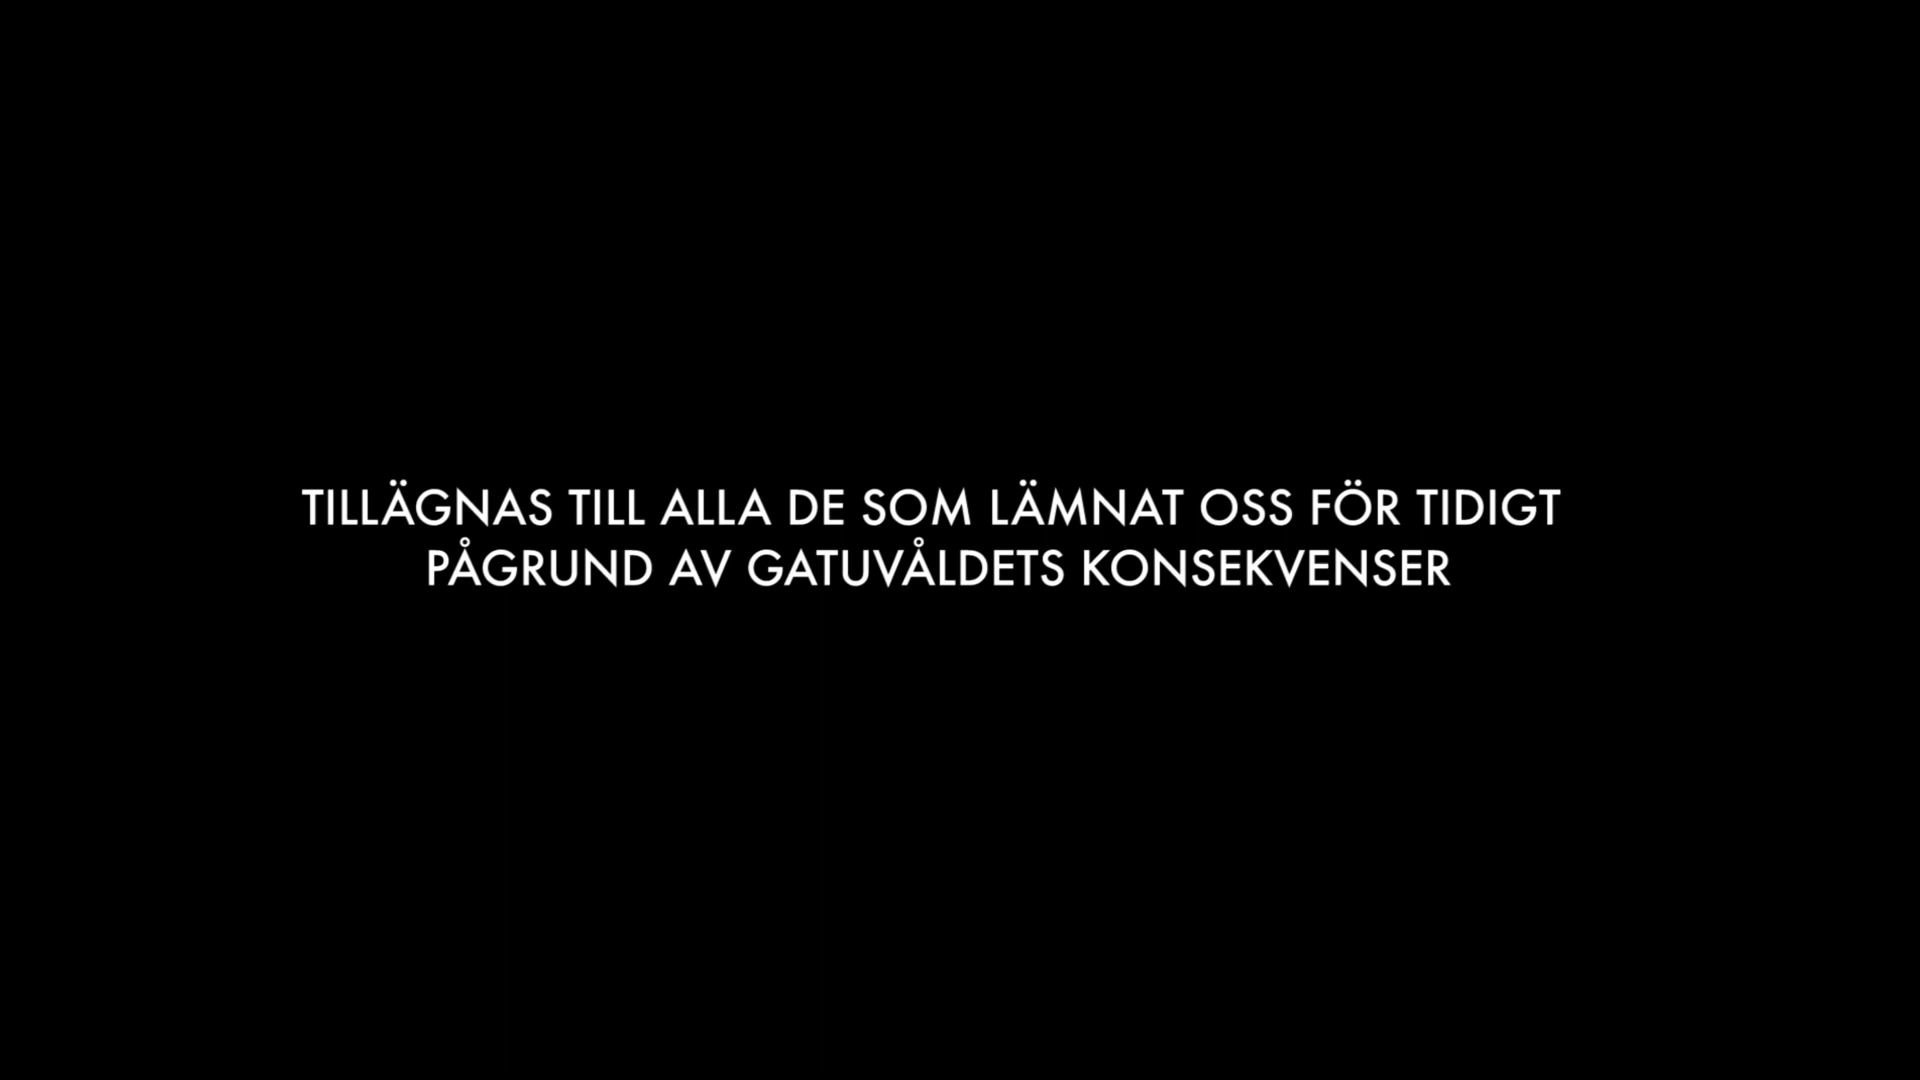 TILLÄGNAS TILL ALLA DE SOM LÄMNAT OSS FÖR TIDIGT
PÅGRUND AV GATUVÅLDETS KONSEKVENSER